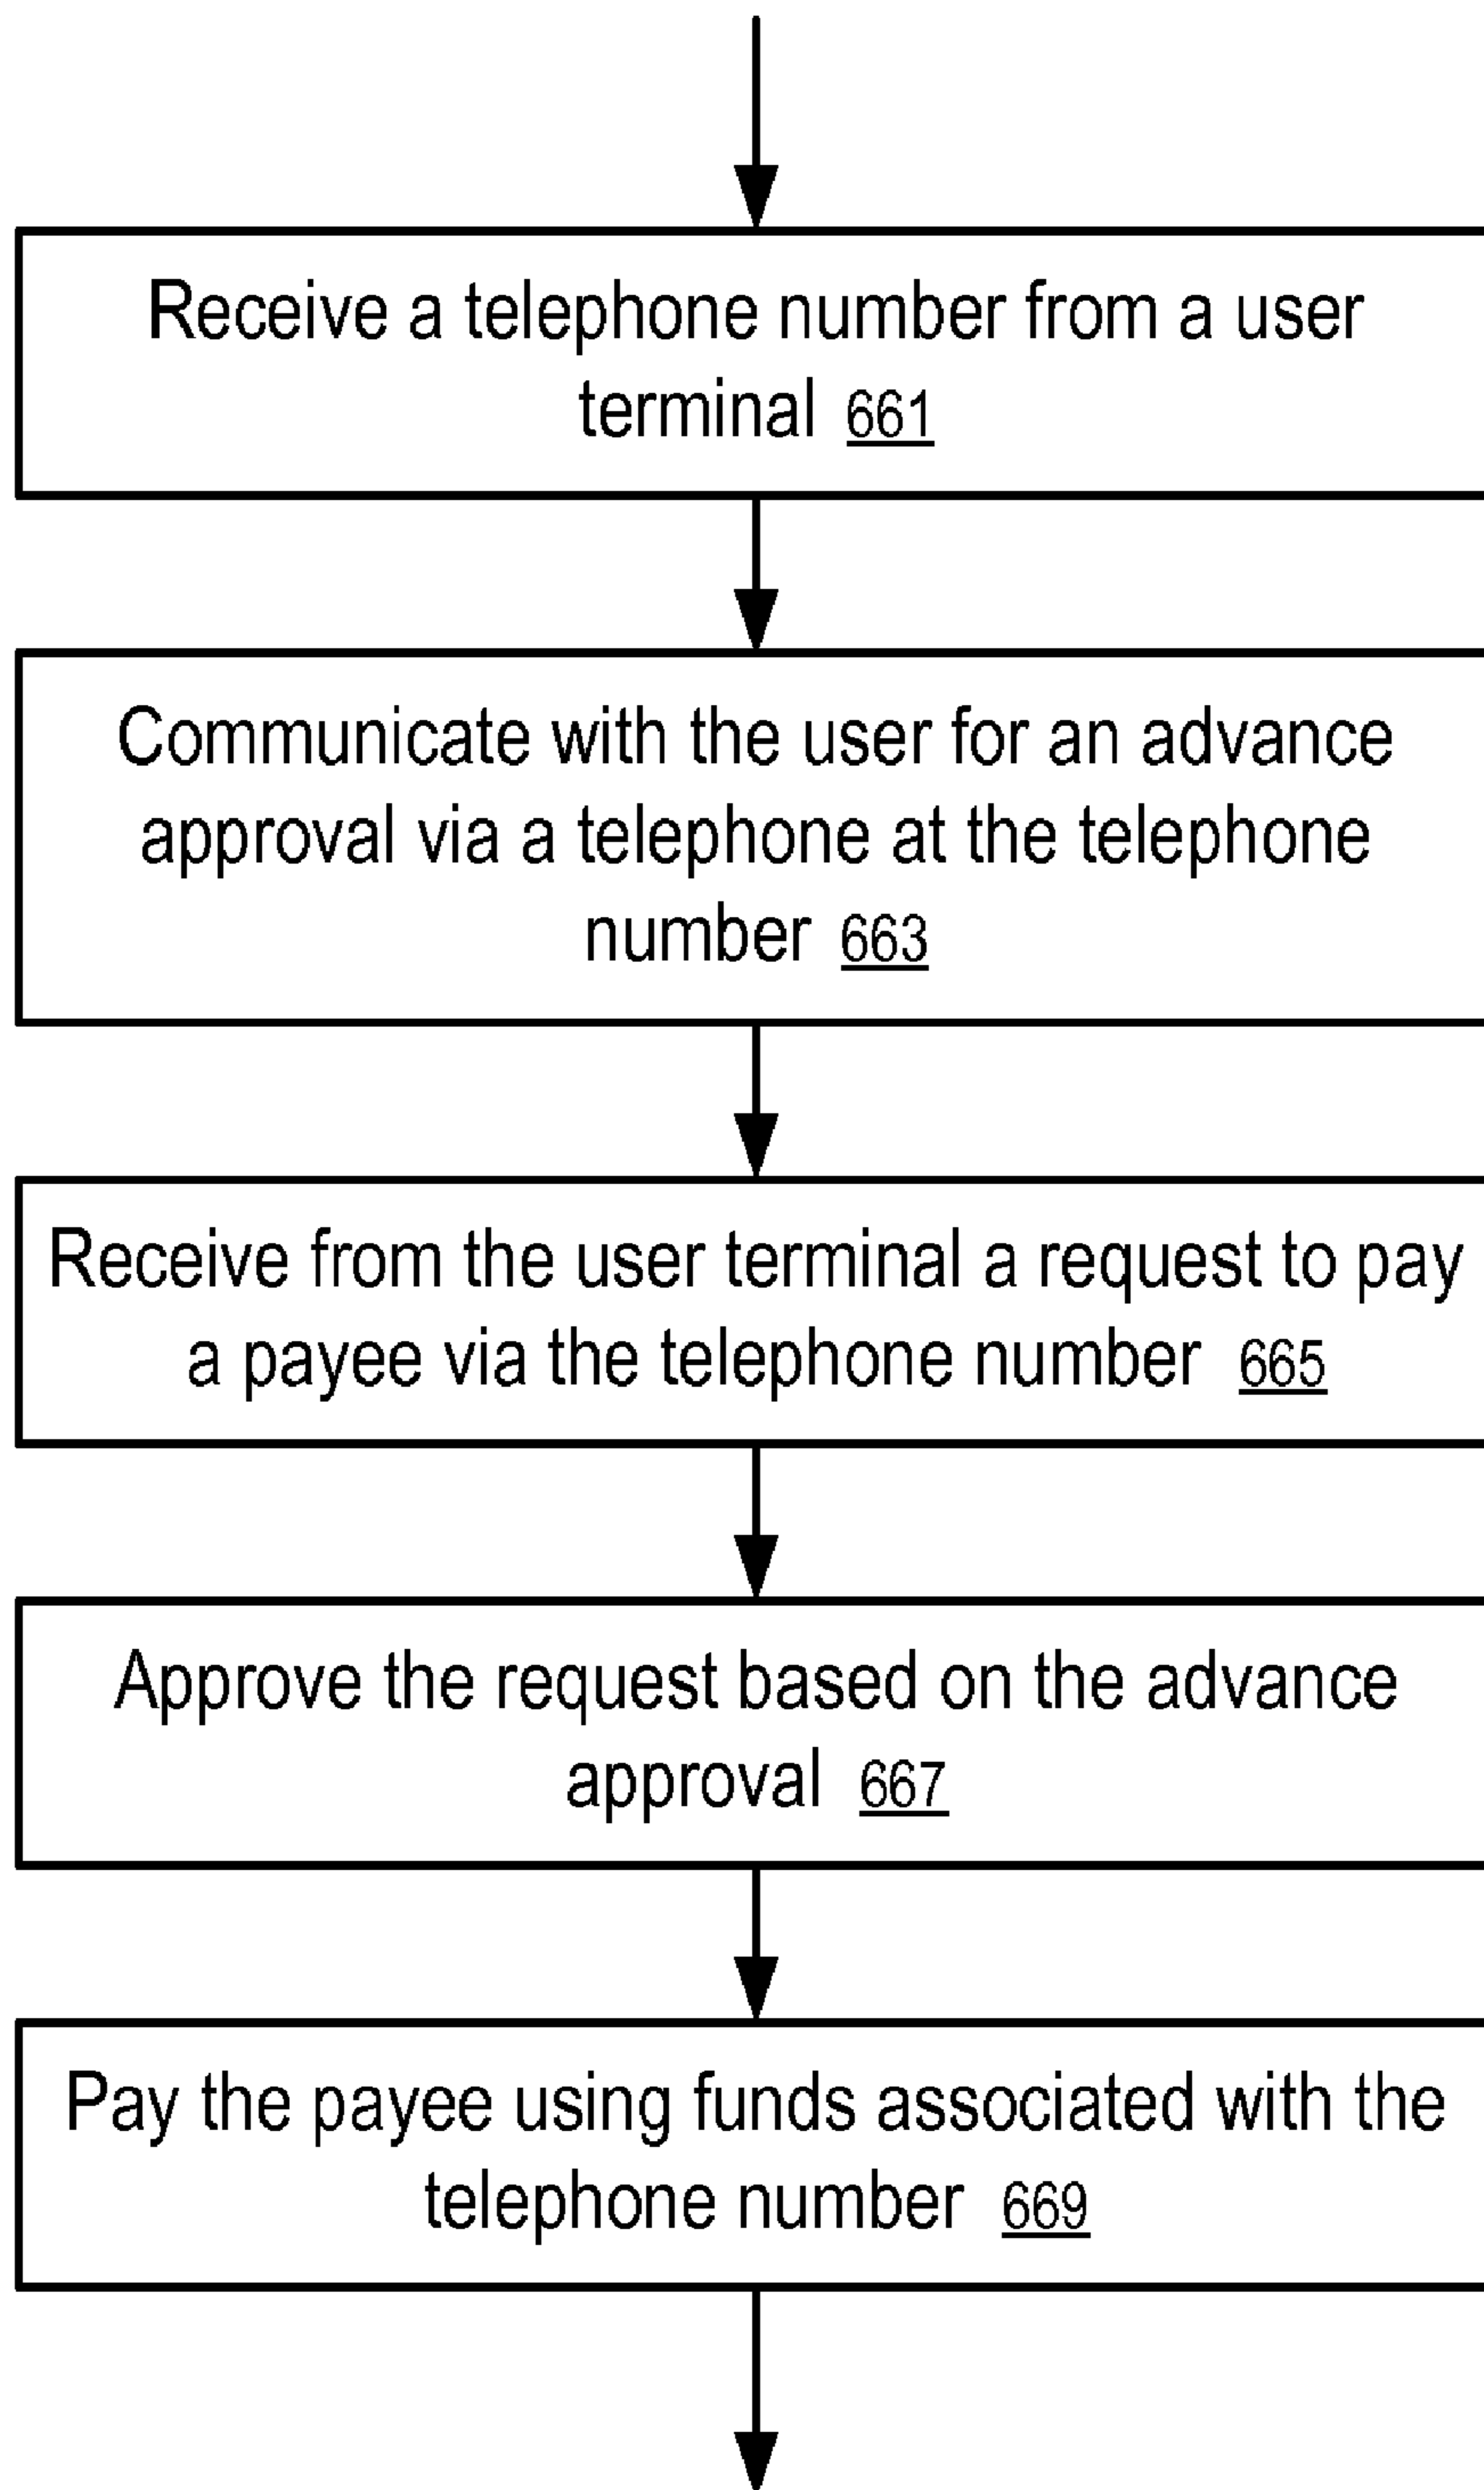 Receive a telephone number from a user
terminal 661
Communicate with the user for an advance
approval via a telephone at the telephone
number 663
Receive from the user terminal a request to pay
a payee via the telephone number 665
Approve the request based on the advance
approval 667
Pay the payee using funds associated with the
telephone number 669